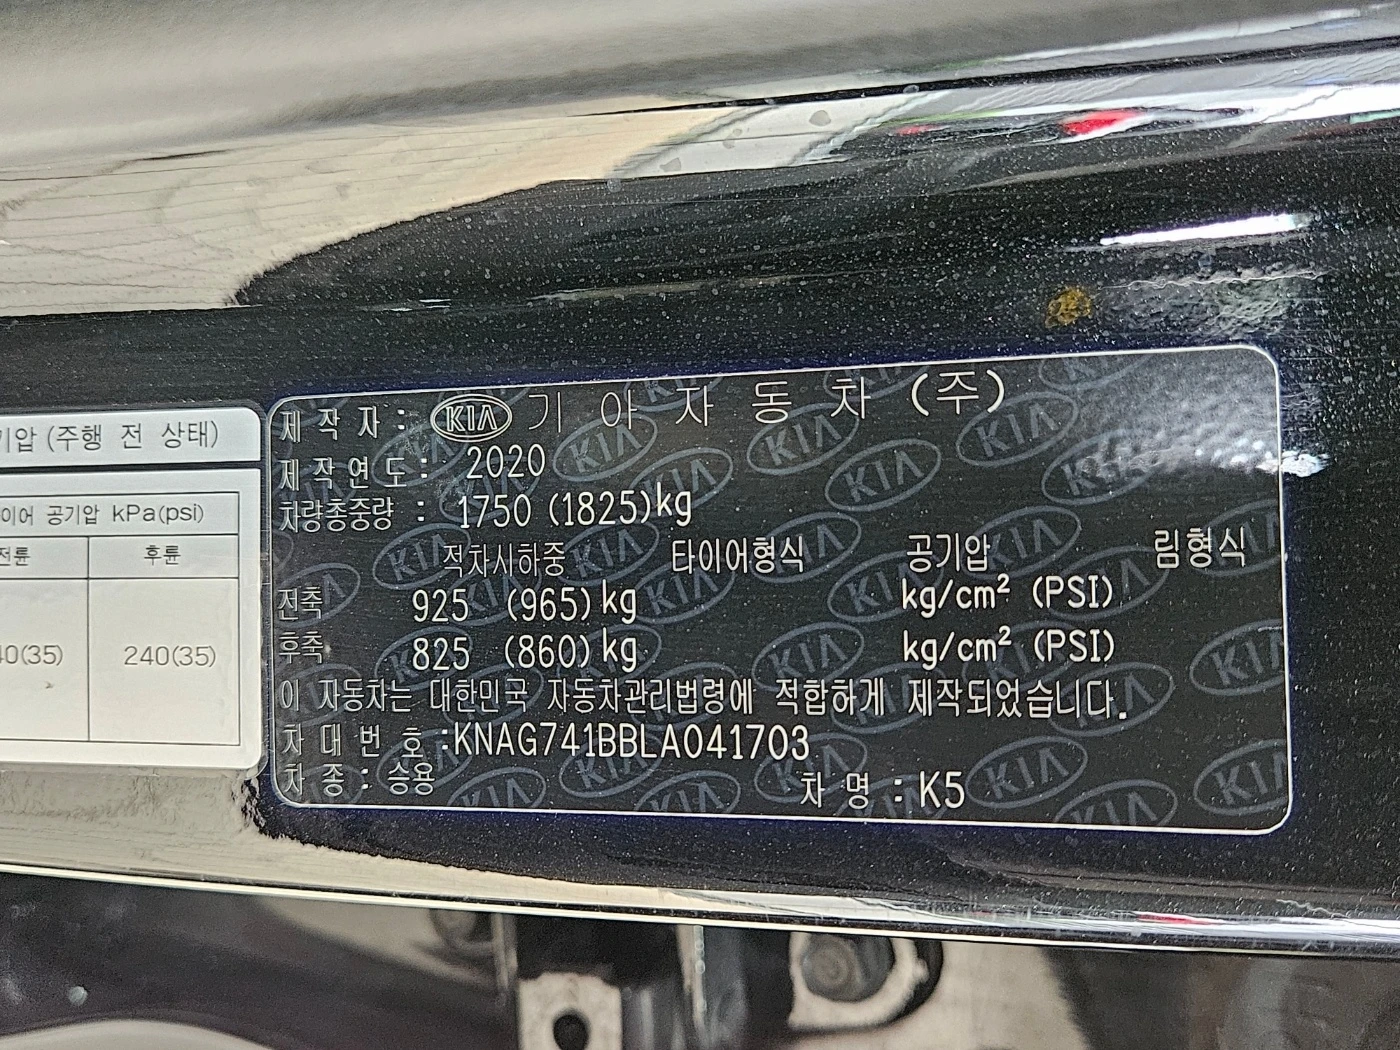 기압 (주행 전 상태)
이어 공기압 kPa(psi)
전륜 후륜
40(35) 240(35)
제작자 : KIA 기아자동차(주)
제작연도 : 2020
차량총중량 : 1750 (1825)kg
적차시하중 타이어형식 공기압 림형식
전축 925 (965)kg kg/cm² (PSI)
후축 825 (860)kg kg/cm² (PSI)
이 자동차는 대한민국 자동차관리법령에 적합하게 제작되었습니다.
차대번호 :KNAG741BBLA041703
차종 : 승용 차명 : K5